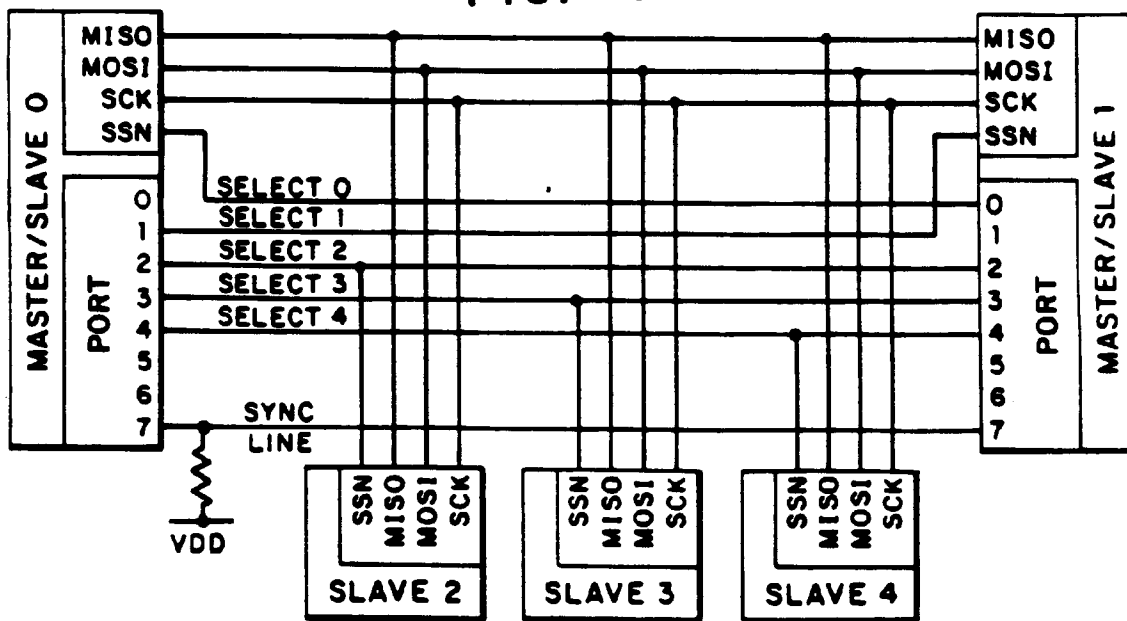 MISO
MOSI
SCK
SSN
MASTER/SLAVE 0
PORT
0
1
2
3
4
5
6
7
SELECT 0
SELECT 1
SELECT 2
SELECT 3
SELECT 4
SYNC
LINE
VDD
MISO
MOSI
SCK
SSN
MASTER/SLAVE 1
PORT
0
1
2
3
4
5
6
7
SSN
MISO
MOSI
SCK
SLAVE 2
SSN
MISO
MOSI
SCK
SLAVE 3
SSN
MISO
MOSI
SCK
SLAVE 4